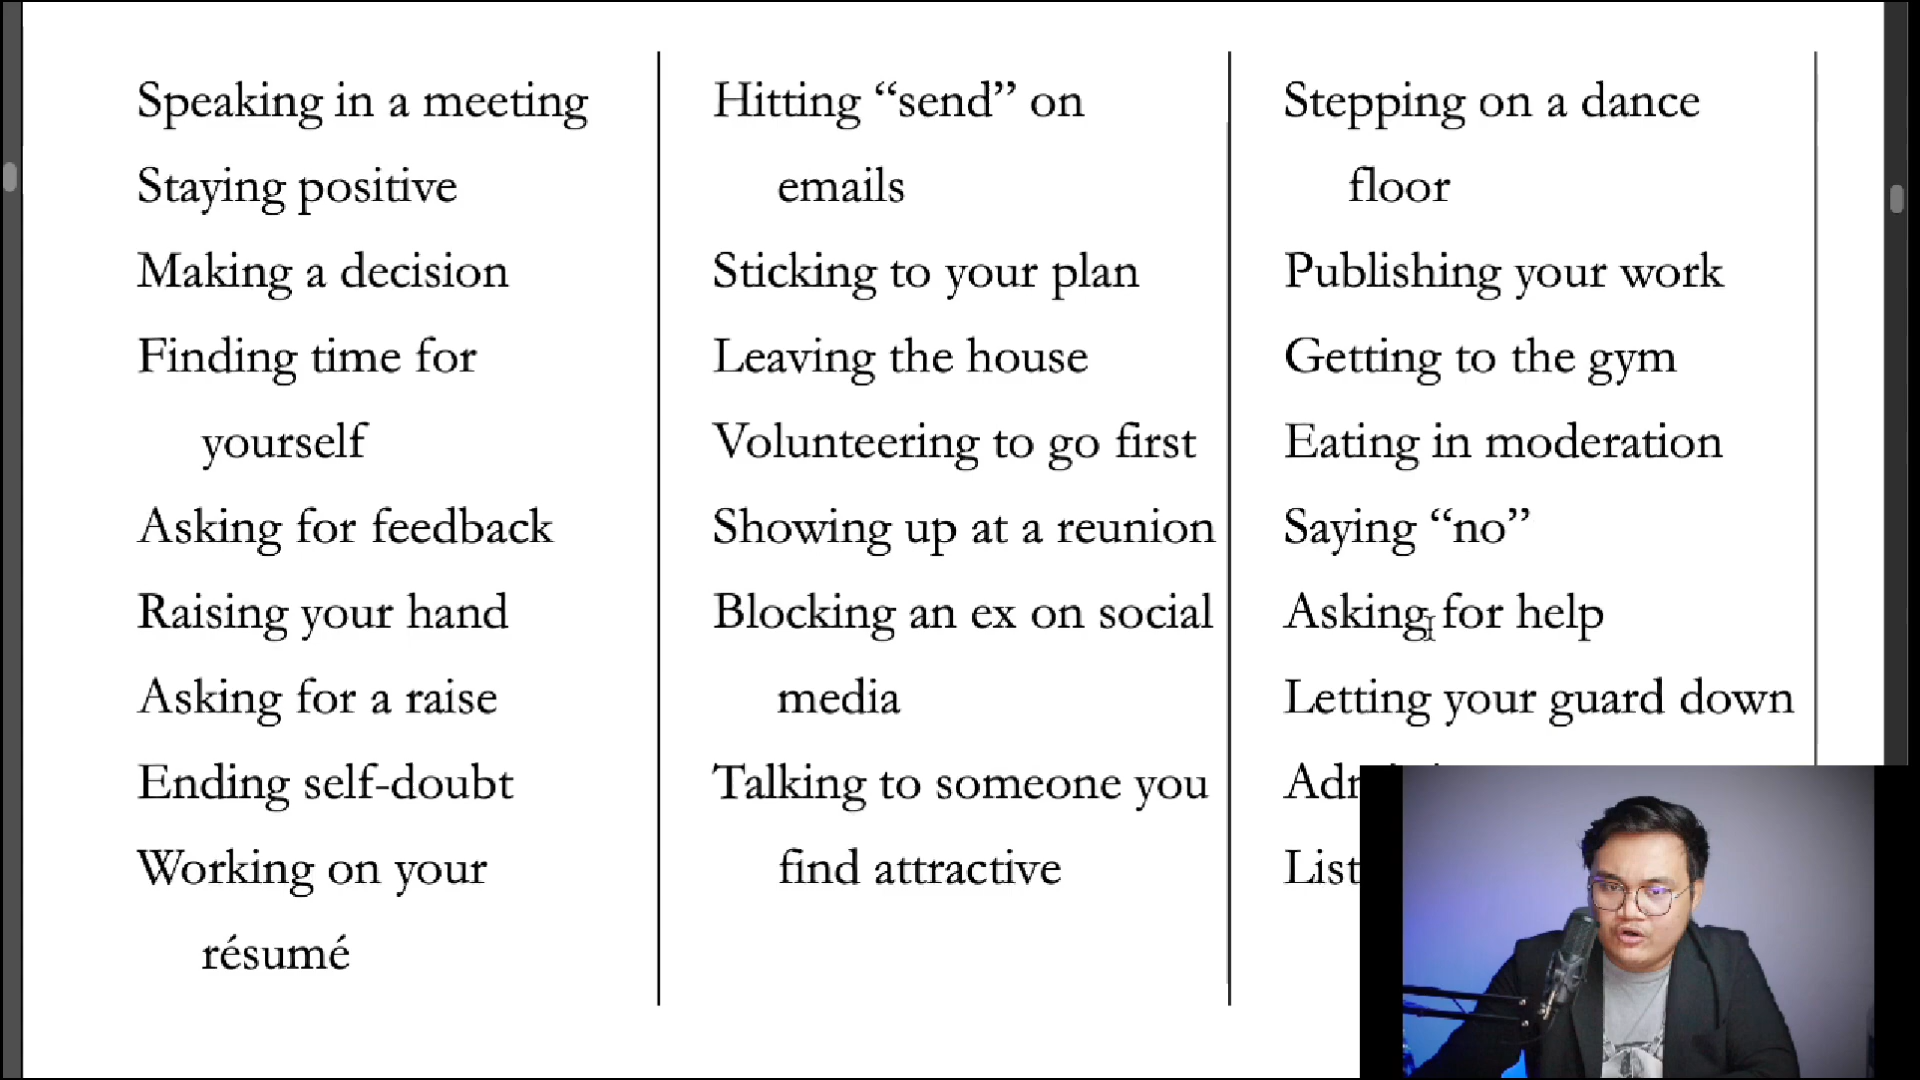 Speaking in a meeting
Staying positive
Making a decision
Finding time for
yourself
Asking for feedback
Raising your hand
Asking for a raise
Ending self-doubt
Working on your
résumé
Hitting “send” on
emails
Sticking to your plan
Leaving the house
Volunteering to go first
Showing up at a reunion
Blocking an ex on social
media
Talking to someone you
find attractive
Stepping on a dance
floor
Publishing your work
Getting to the gym
Eating in moderation
Saying “no”
Asking for help
Letting your guard down